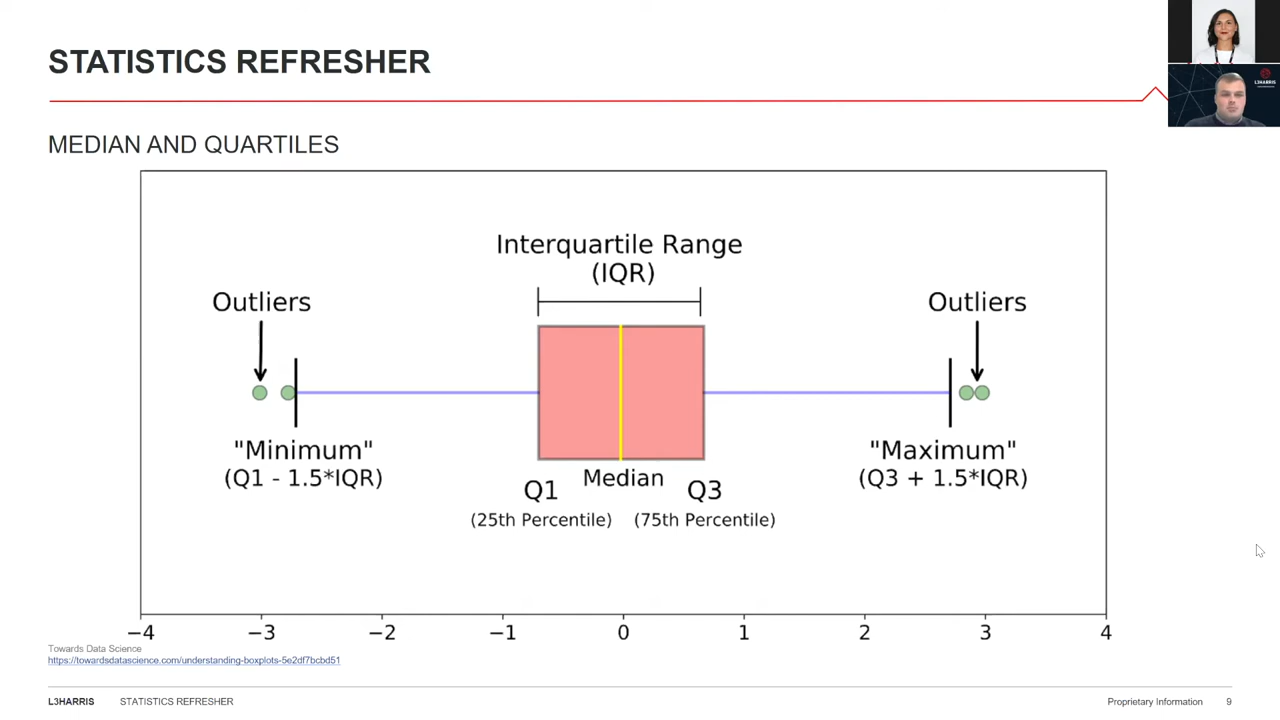 STATISTICS REFRESHER
L3HARRIS
MEDIAN AND QUARTILES
Interquartile Range
(IQR)
Outliers
Outliers
"Minimum"
(Q1 - 1.5*IQR)
"Maximum"
(Q3 + 1.5*IQR)
Median
Q1
Q3
(25th Percentile)
(75th Percentile)
−4 −3 −2 −1 0 1 2 3 4
Towards Data Science
https://towardsdatascience.com/understanding-boxplots-5e2df7bcbd51
L3HARRIS STATISTICS REFRESHER Proprietary Information 9